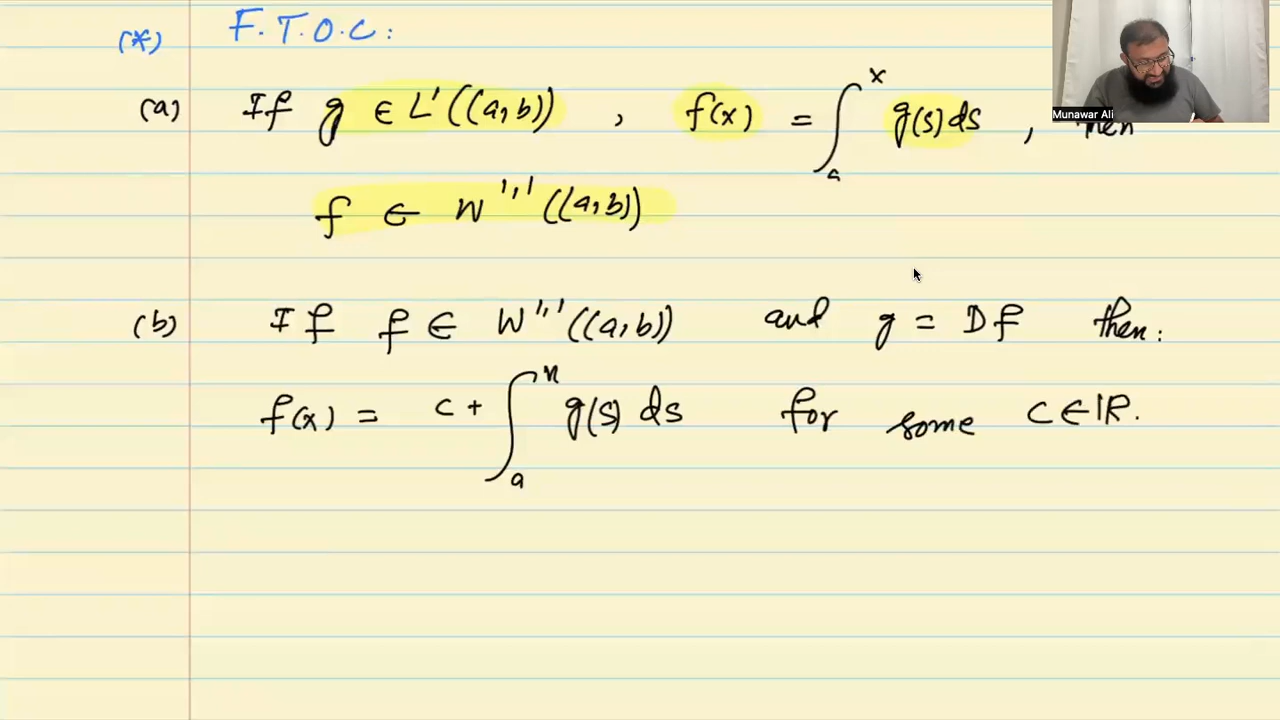 (*) F.T.O.C:
(a) If g ∈ L¹((a,b)), f(x) = ∫ₐˣ g(s)ds, then
f ∈ W¹,¹((a,b))
(b) If f ∈ W¹,¹((a,b)) and g = Df then:
f(x) = c + ∫ₐˣ g(s) ds for some C∈ℝ.
Munawar Ali